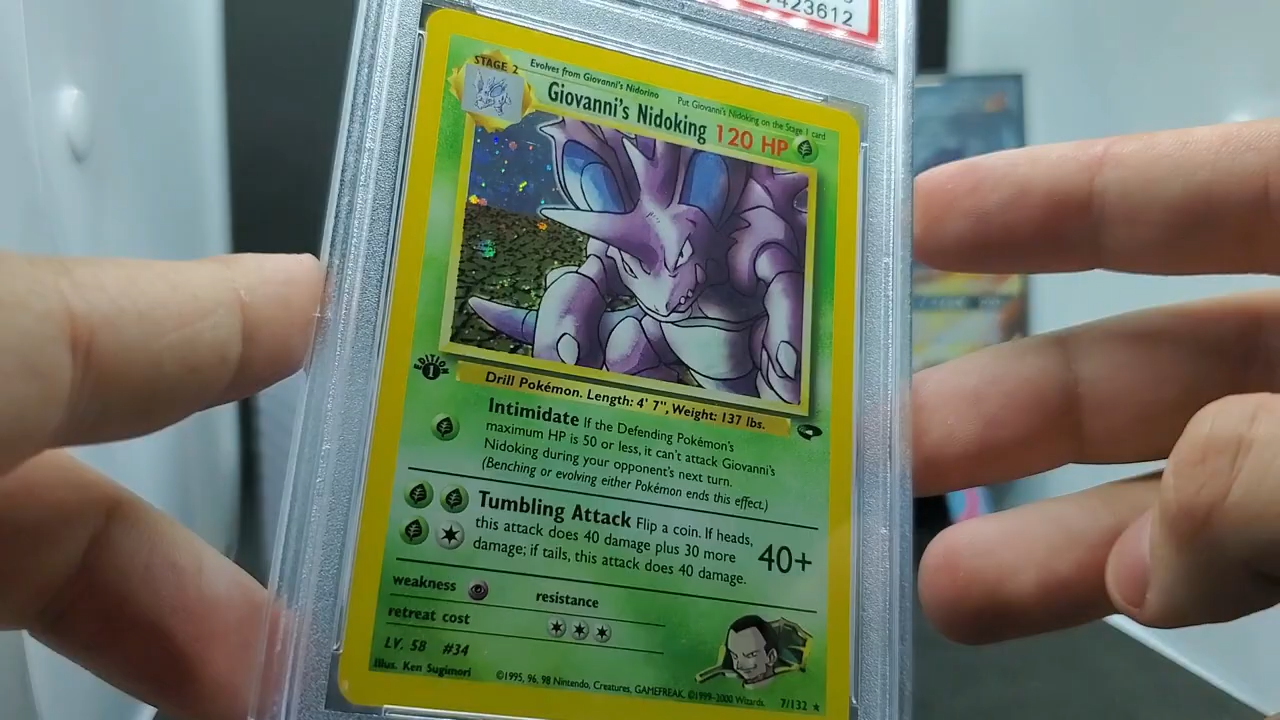 7423612
STAGE 2
Evolves from Giovanni's Nidorino
Put Giovanni's Nidoking on the Stage 1 card
Giovanni's Nidoking 120 HP
EDITION
1
Drill Pokémon. Length: 4' 7", Weight: 137 lbs.
Intimidate If the Defending Pokémon's
maximum HP is 50 or less, it can't attack Giovanni's
Nidoking during your opponent's next turn.
(Benching or evolving either Pokémon ends this effect.)
Tumbling Attack Flip a coin. If heads,
this attack does 40 damage plus 30 more
damage; if tails, this attack does 40 damage.
40+
weakness
resistance
retreat cost
LV. 58 #34
Illus. Ken Sugimori
©1995, 96, 98 Nintendo, Creatures, GAMEFREAK. ©1999-2000 Wizards.
7/132 ★